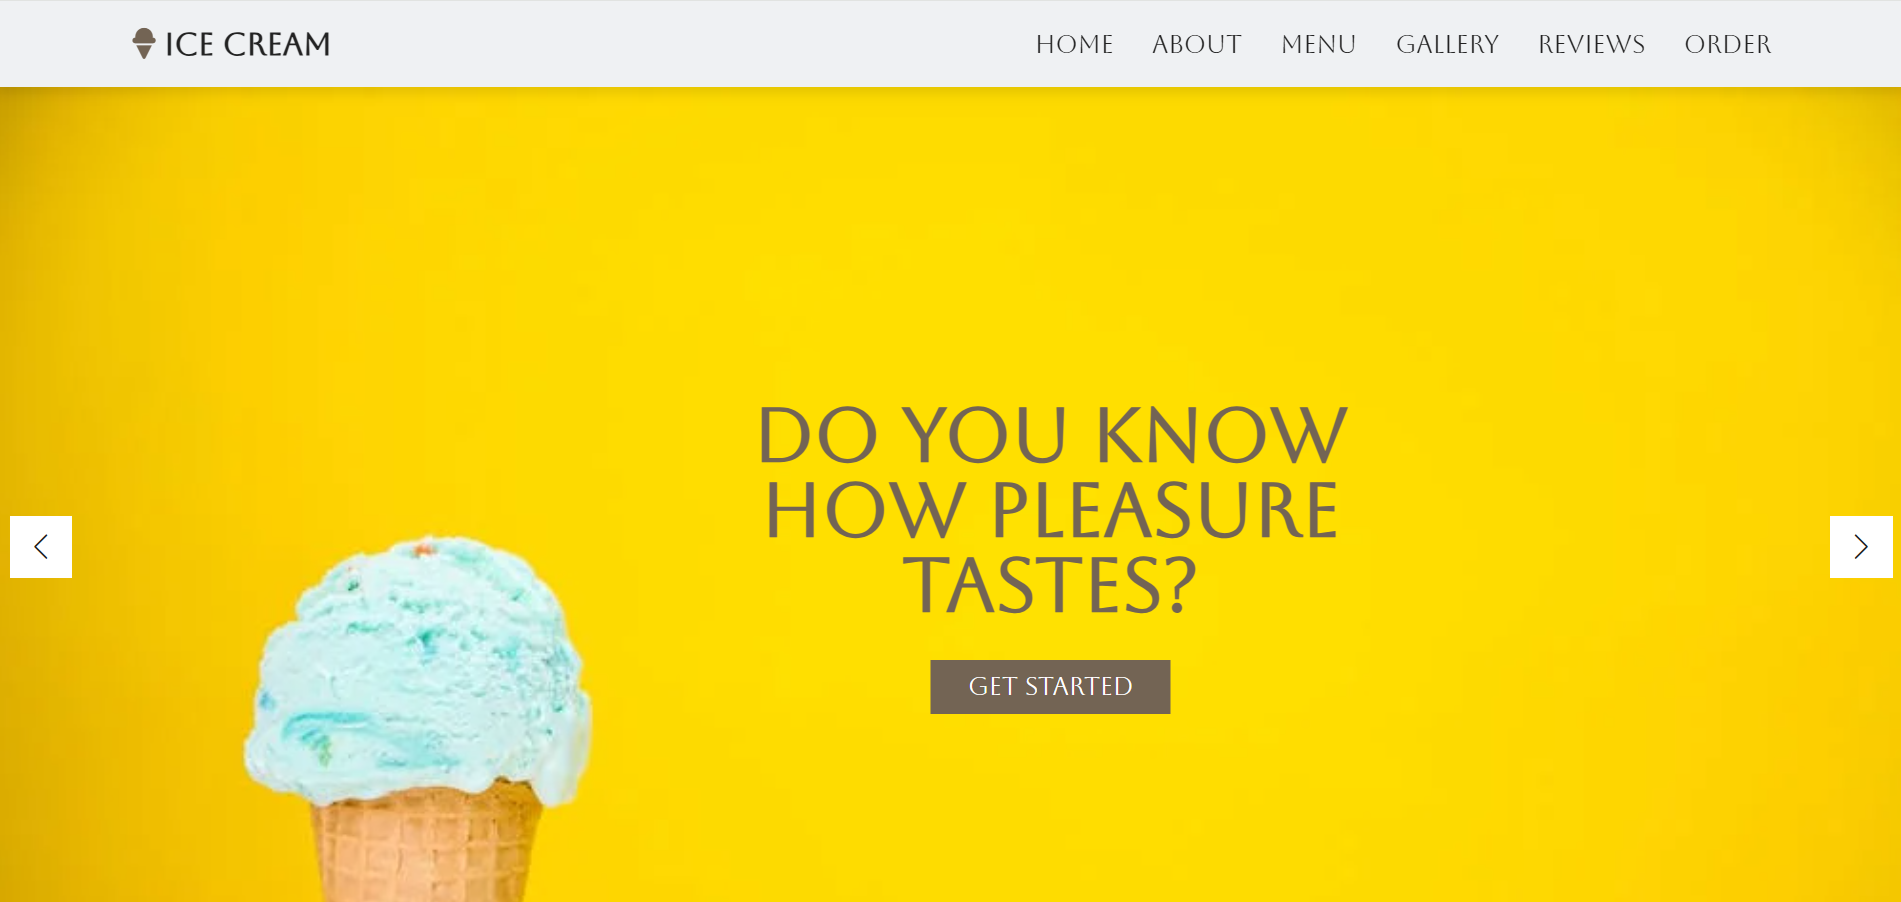 ICE CREAM
HOME ABOUT MENU GALLERY REVIEWS ORDER
DO YOU KNOW
HOW PLEASURE
TASTES?
GET STARTED